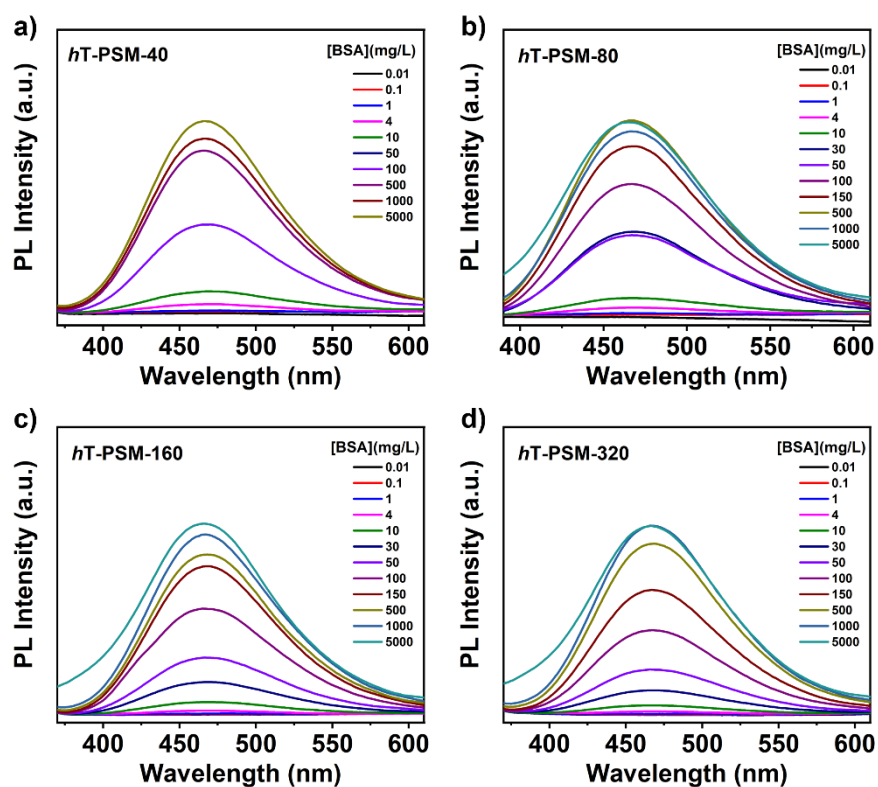 a)
hT-PSM-40
[BSA](mg/L)
0.01
0.1
1
4
10
50
100
500
1000
5000
PL Intensity (a.u.)
400 450 500 550 600
Wavelength (nm)
b)
hT-PSM-80
[BSA](mg/L)
0.01
0.1
1
4
10
30
50
100
150
500
1000
5000
PL Intensity (a.u.)
400 450 500 550 600
Wavelength (nm)
c)
hT-PSM-160
[BSA](mg/L)
0.01
0.1
1
4
10
30
50
100
150
500
1000
5000
PL Intensity (a.u.)
400 450 500 550 600
Wavelength (nm)
d)
hT-PSM-320
[BSA](mg/L)
0.01
0.1
1
4
10
30
50
100
150
500
1000
5000
PL Intensity (a.u.)
400 450 500 550 600
Wavelength (nm)